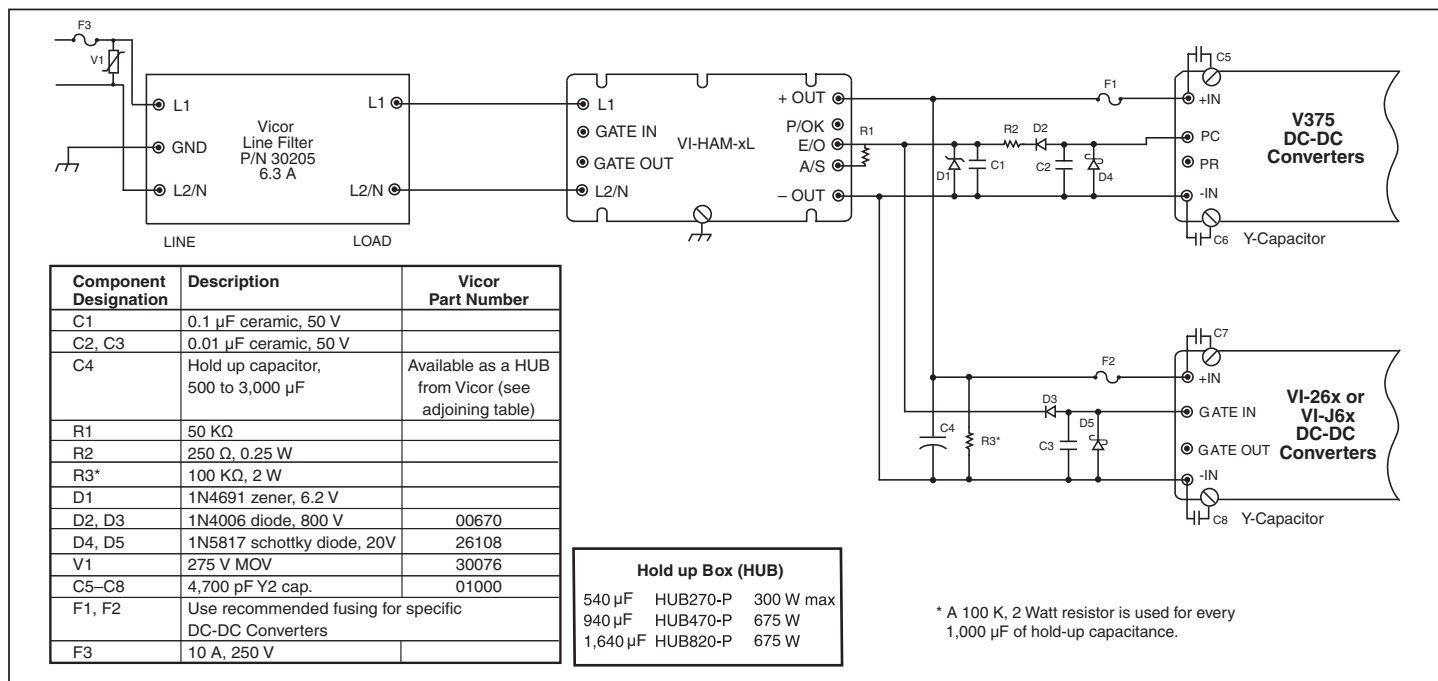 F3
V1
L1
GND
L2/N
Vicor
Line Filter
P/N 30205
6.3 A
L1
L2/N
LINE
LOAD
L1
GATE IN
GATE OUT
L2/N
VI-HAM-xL
+ OUT
P/OK
E/O
A/S
– OUT
R1
D1
C1
R2
D2
C2
D4
F1
C5
+IN
PC
PR
-IN
V375
DC-DC
Converters
C6
Y-Capacitor
C7
F2
+IN
GATE IN
GATE OUT
-IN
VI-26x or
VI-J6x
DC-DC
Converters
D3
D5
C4
R3*
C3
C8
Y-Capacitor
Component Designation Description Vicor Part Number
C1 0.1 µF ceramic, 50 V
C2, C3 0.01 µF ceramic, 50 V
C4 Hold up capacitor, 500 to 3,000 µF Available as a HUB from Vicor (see adjoining table)
R1 50 KΩ
R2 250 Ω, 0.25 W
R3* 100 KΩ, 2 W
D1 1N4691 zener, 6.2 V
D2, D3 1N4006 diode, 800 V 00670
D4, D5 1N5817 schottky diode, 20V 26108
V1 275 V MOV 30076
C5–C8 4,700 pF Y2 cap. 01000
F1, F2 Use recommended fusing for specific DC-DC Converters
F3 10 A, 250 V
Hold up Box (HUB)
540 µF HUB270-P 300 W max
940 µF HUB470-P 675 W
1,640 µF HUB820-P 675 W
* A 100 K, 2 Watt resistor is used for every
1,000 µF of hold-up capacitance.